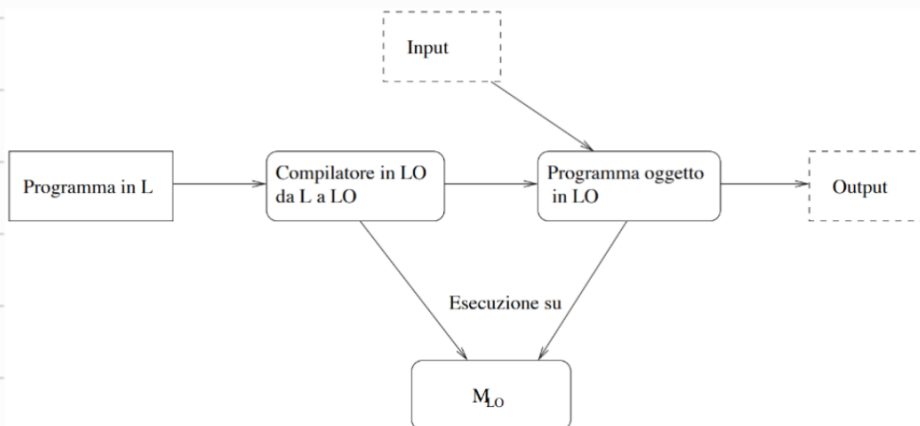 Input
Programma in L
Compilatore in LO
da L a LO
Programma oggetto
in LO
Output
Esecuzione su
MLO